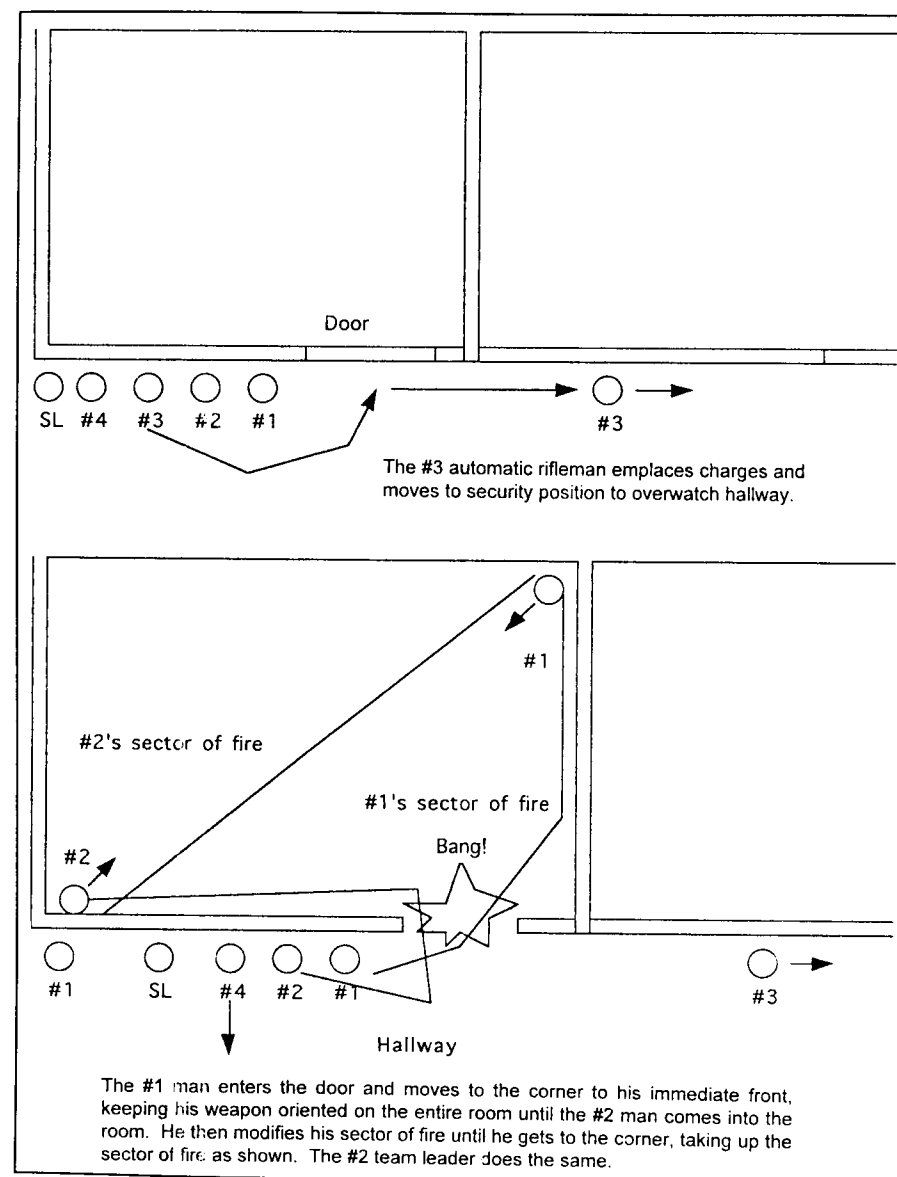 Door
SL #4 #3 #2 #1
#3
The #3 automatic rifleman emplaces charges and
moves to security position to overwatch hallway.
#1
#2's sector of fire
#1's sector of fire
Bang!
#2
#1 SL #4 #2 #1
#3
Hallway
The #1 man enters the door and moves to the corner to his immediate front,
keeping his weapon oriented on the entire room until the #2 man comes into the
room. He then modifies his sector of fire until he gets to the corner, taking up the
sector of fire as shown. The #2 team leader does the same.